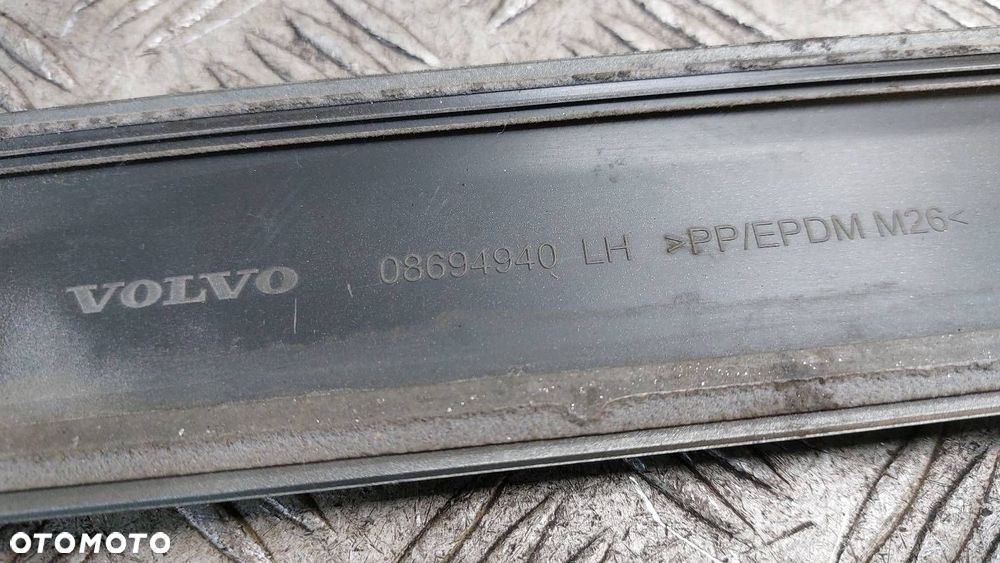 VOLVO 08694940 LH >PP/EPDM M26<
OTOMOTO